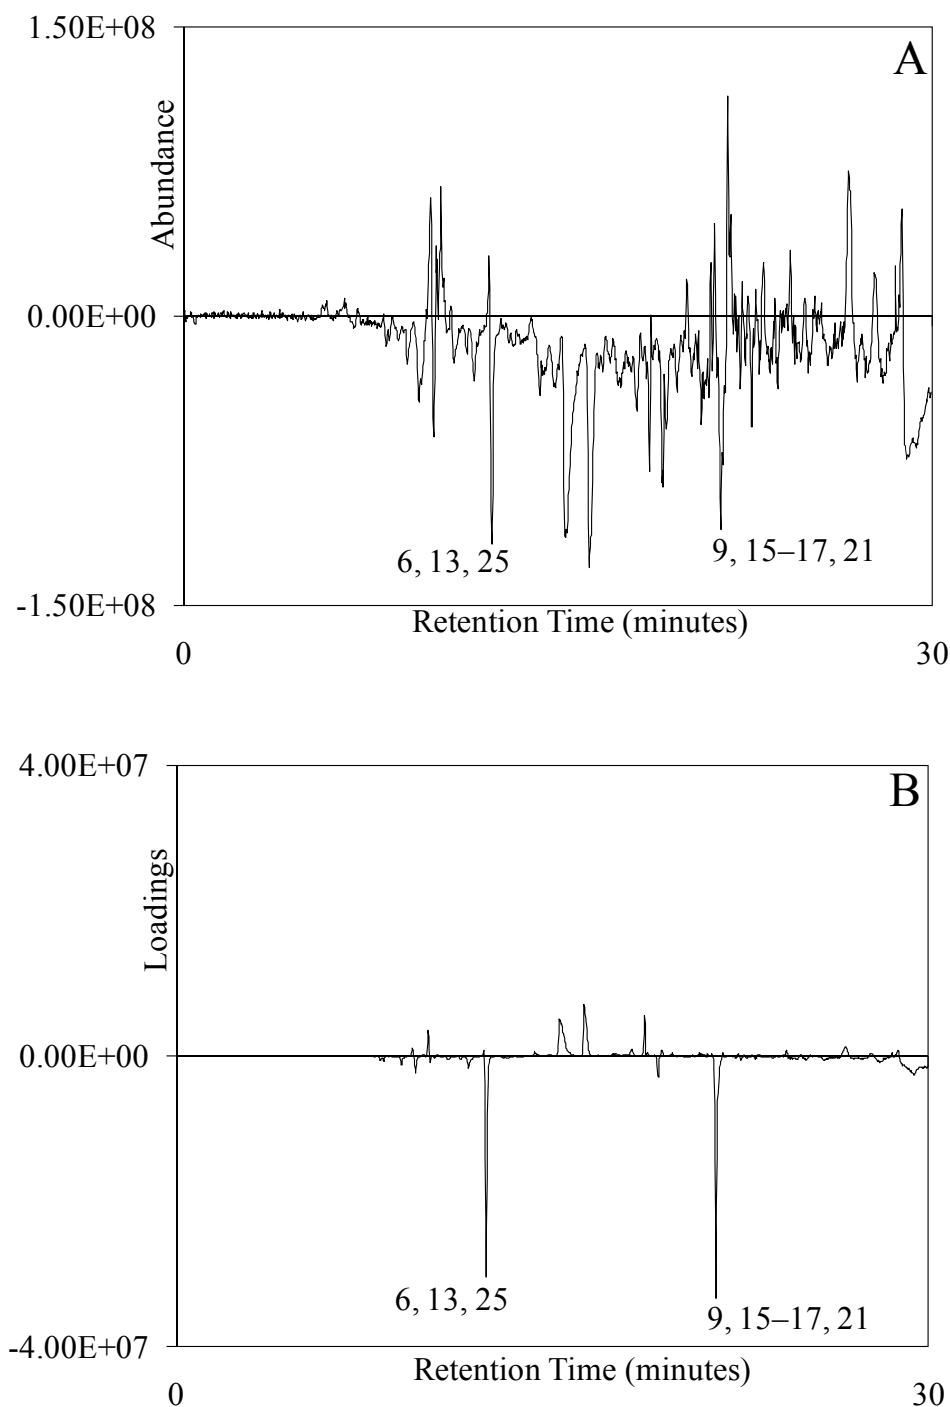 1.50E+08
A
Abundance
0.00E+00
6, 13, 25
9, 15–17, 21
-1.50E+08
Retention Time (minutes)
0
30
4.00E+07
B
Loadings
0.00E+00
6, 13, 25
9, 15–17, 21
-4.00E+07
Retention Time (minutes)
0
30